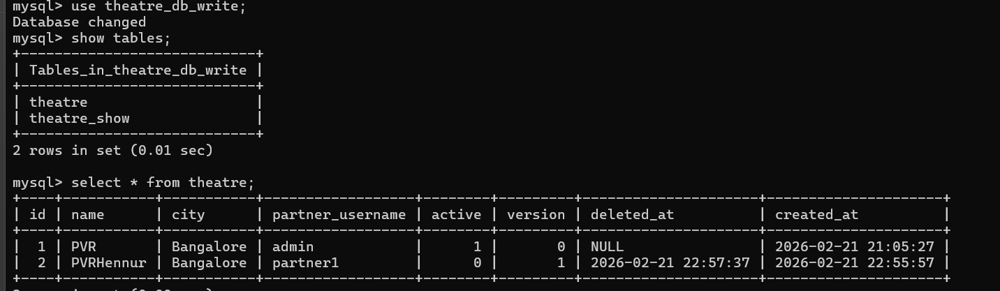 mysql> use theatre_db_write;
Database changed
mysql> show tables;
+----------------------------+
| Tables_in_theatre_db_write |
+----------------------------+
| theatre                    |
| theatre_show               |
+----------------------------+
2 rows in set (0.01 sec)

mysql> select * from theatre;
+----+-----------+-----------+------------------+--------+---------+---------------------+---------------------+
| id | name      | city      | partner_username | active | version | deleted_at          | created_at          |
+----+-----------+-----------+------------------+--------+---------+---------------------+---------------------+
|  1 | PVR       | Bangalore | admin            |      1 |       0 | NULL                | 2026-02-21 21:05:27 |
|  2 | PVRHennur | Bangalore | partner1         |      0 |       1 | 2026-02-21 22:57:37 | 2026-02-21 22:55:57 |
+----+-----------+-----------+------------------+--------+---------+---------------------+---------------------+